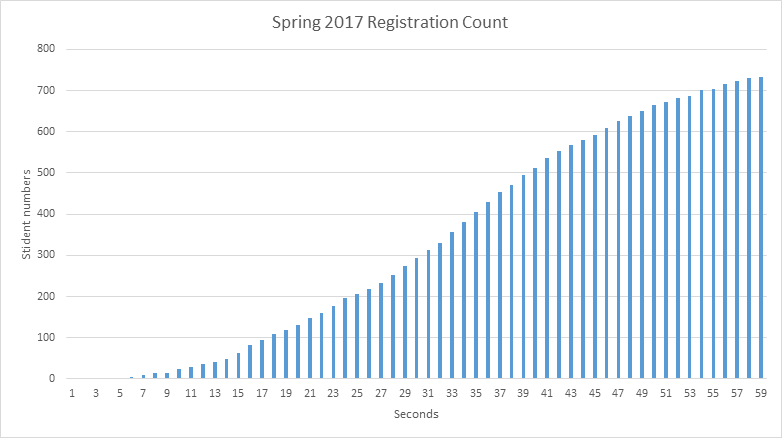 Spring 2017 Registration Count
800
700
600
500
400
300
200
100
0
Stident numbers
1 3 5 7 9 11 13 15 17 19 21 23 25 27 29 31 33 35 37 39 41 43 45 47 49 51 53 55 57 59
Seconds